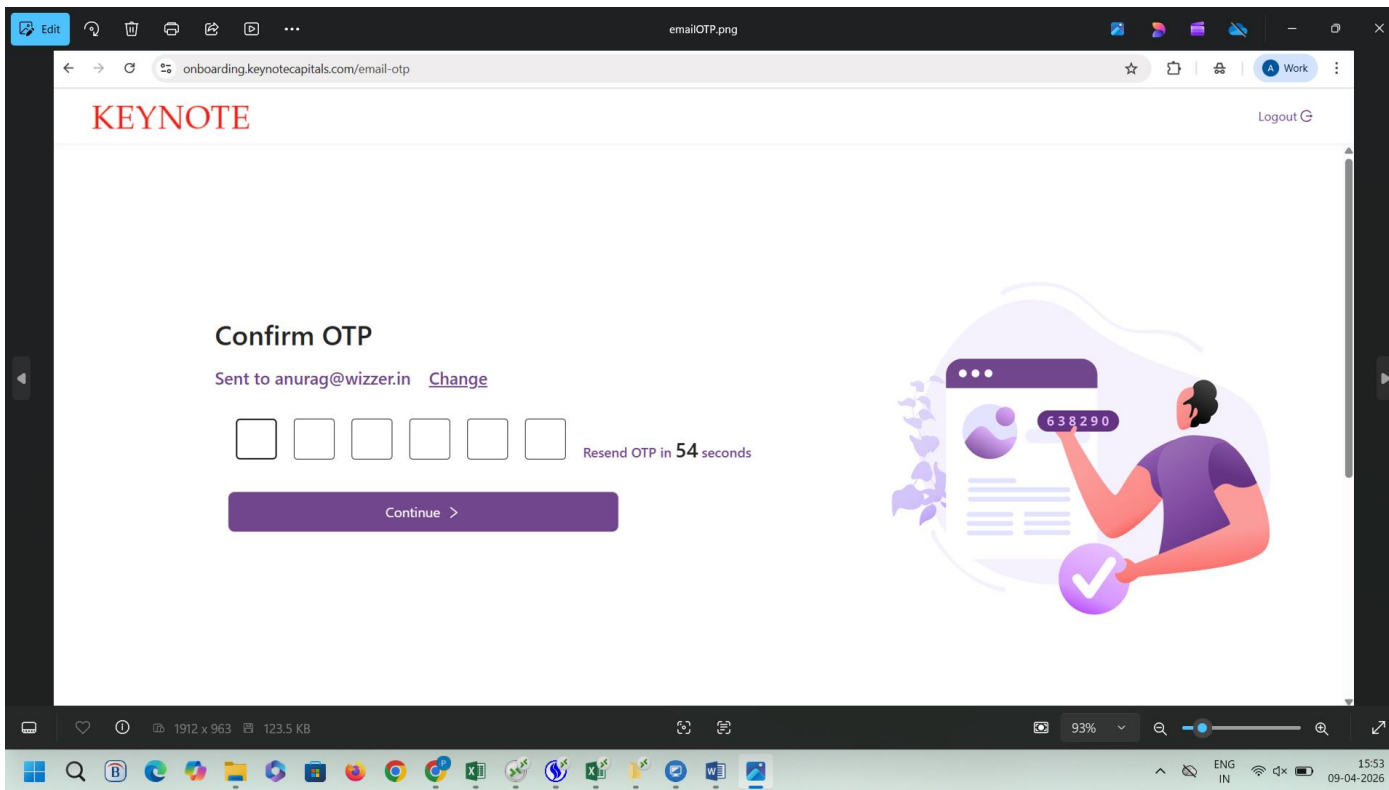 Edit
emailOTP.png
onboarding.keynotecapitals.com/email-otp
A Work
KEYNOTE
Logout
Confirm OTP
Sent to anurag@wizzer.in Change
638290
Resend OTP in 54 seconds
Continue >
1912 x 963 123.5 KB
93%
B
P
ENG
IN
15:53
09-04-2026